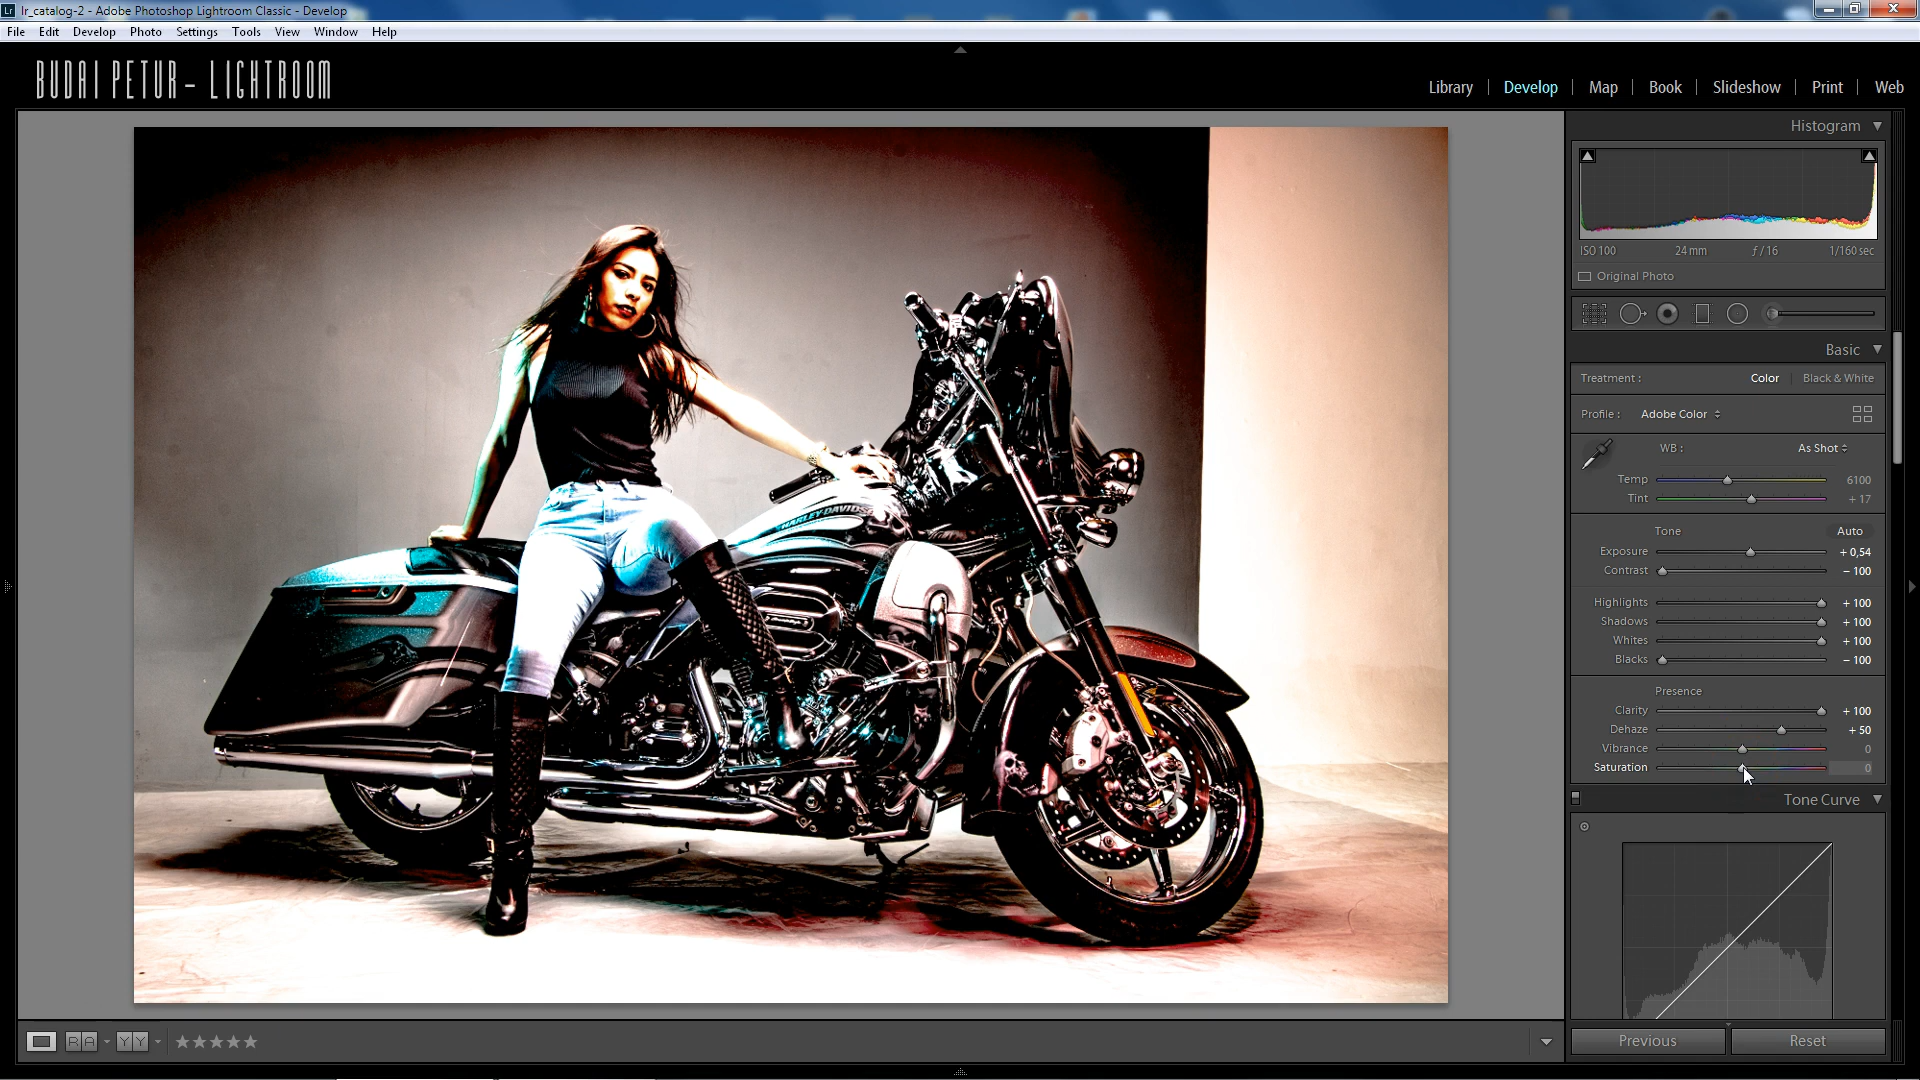 lr_catalog-2 - Adobe Photoshop Lightroom Classic - Develop
File Edit Develop Photo Settings Tools View Window Help
BUDAI PETUR - LIGHTROOM
Library | Develop | Map | Book | Slideshow | Print | Web
Histogram
ISO 100 24 mm f / 16 1/160 sec
Original Photo
Basic
Treatment : Color Black & White
Profile : Adobe Color
WB : As Shot
Temp 6100
Tint + 17
Tone Auto
Exposure + 0,54
Contrast – 100
Highlights + 100
Shadows + 100
Whites + 100
Blacks – 100
Presence
Clarity + 100
Dehaze + 50
Vibrance 0
Saturation 0
Tone Curve
HARLEY-DAVIDSON
R A Y Y
Previous Reset